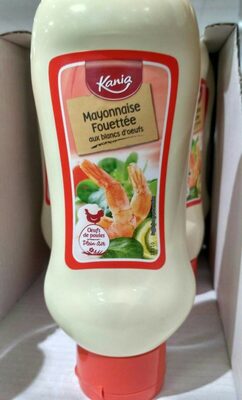 Kania
Mayonnaise
Fouettée
aux blancs d'oeufs
Oeufs
de poules
Plein Air